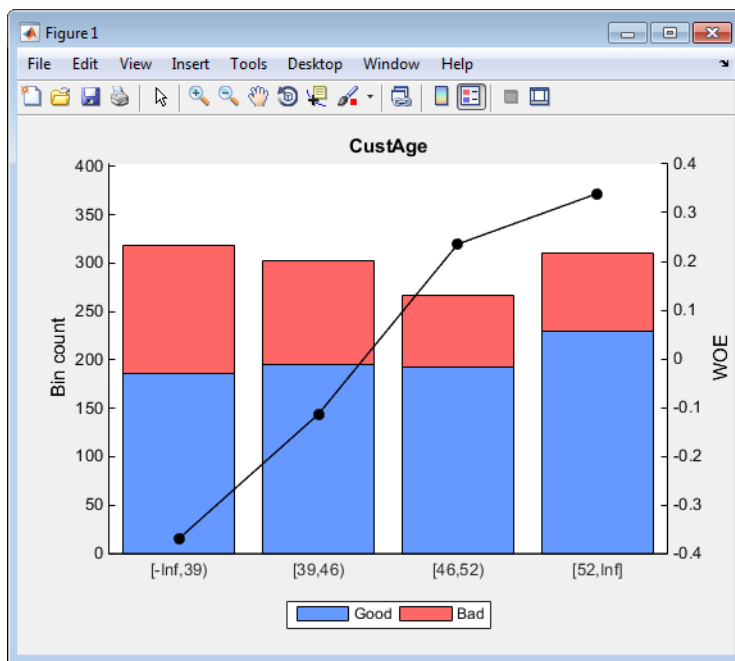 Figure 1
File Edit View Insert Tools Desktop Window Help
CustAge
400
350
300
250
200
150
100
50
0
Bin count
0.4
0.3
0.2
0.1
0
-0.1
-0.2
-0.3
-0.4
WOE
[-Inf,39) [39,46) [46,52) [52,Inf]
Good Bad